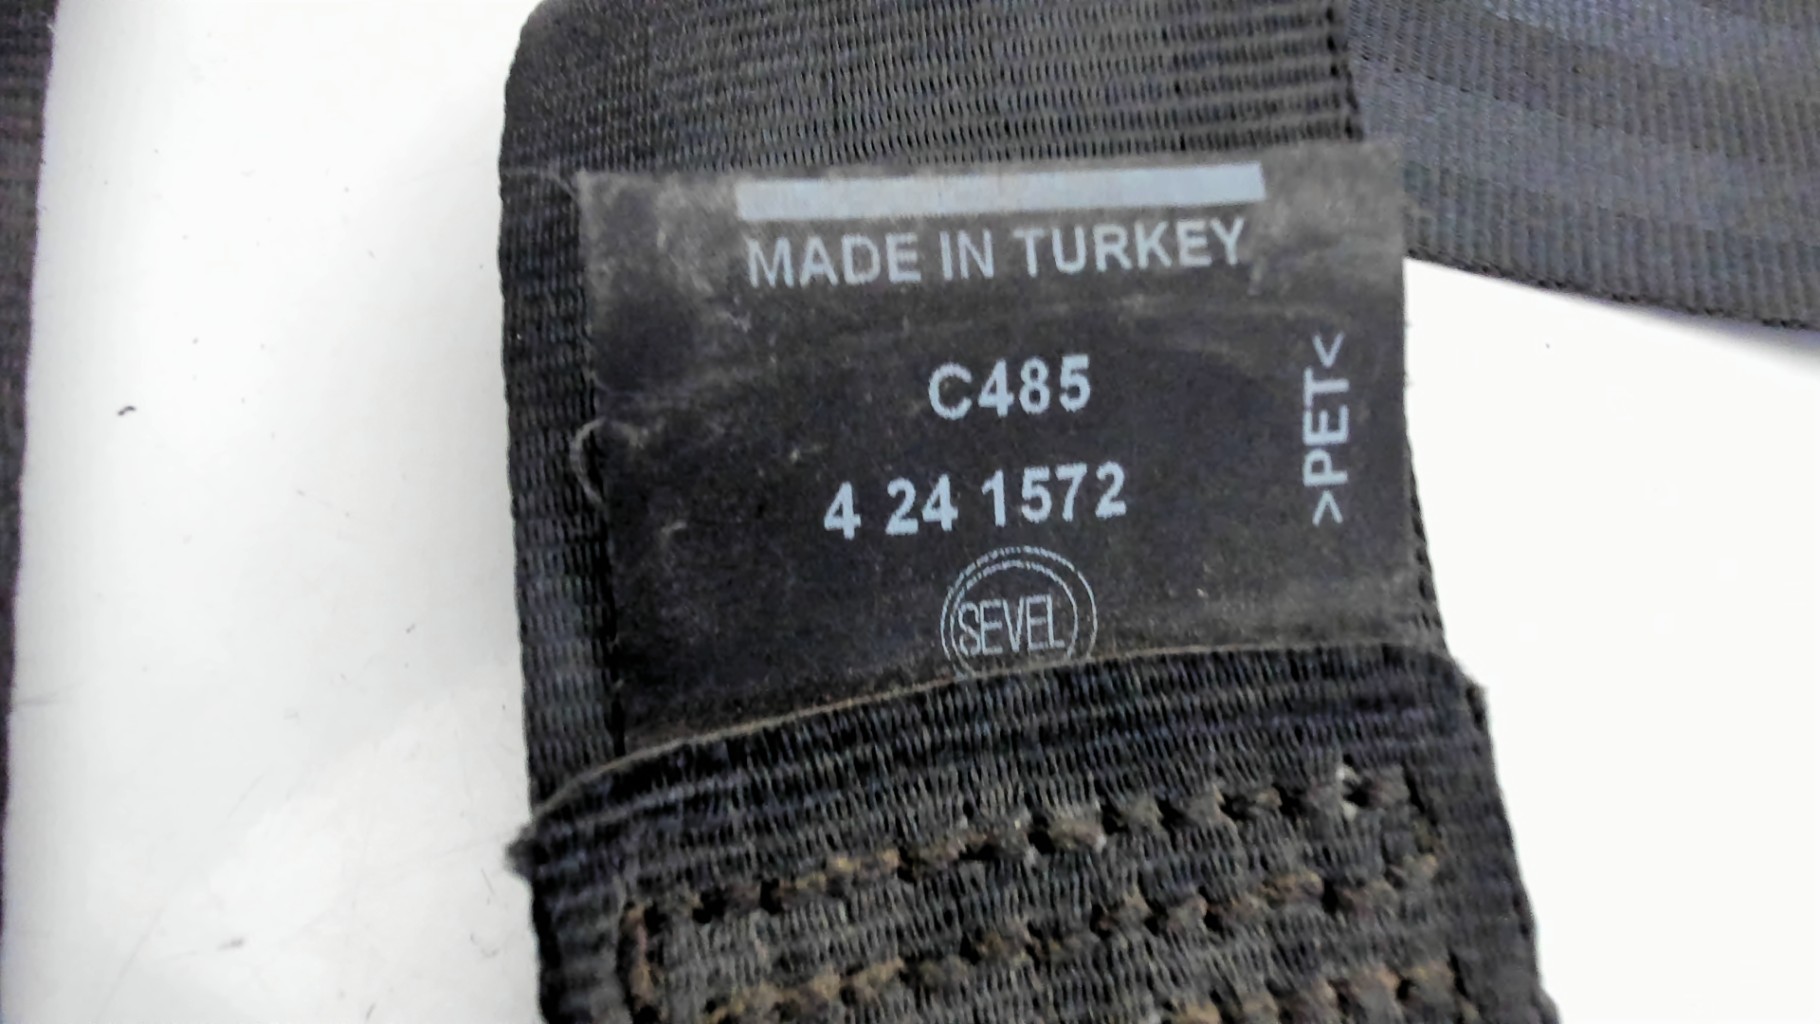 MADE IN TURKEY
C485
4 24 1572
>PET<
SEVEL